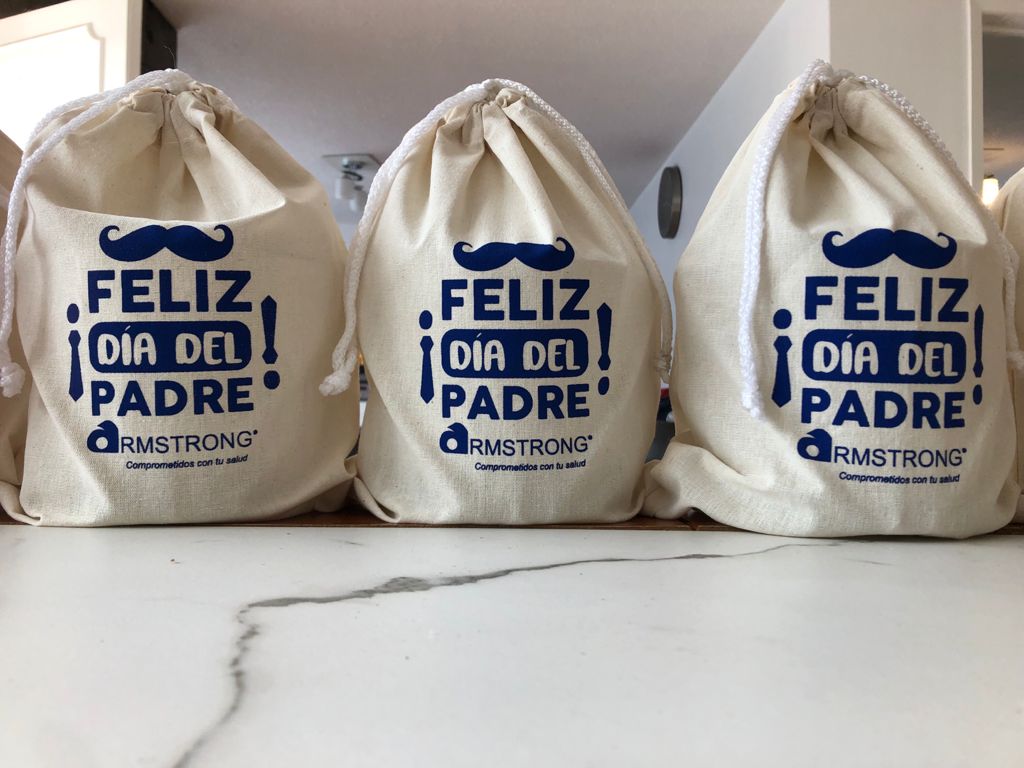 FELIZ
¡DÍA DEL!
PADRE
ARMSTRONG
Comprometidos con tu salud
FELIZ
¡DÍA DEL!
PADRE
ARMSTRONG
Comprometidos con tu salud
FELIZ
¡DÍA DEL!
PADRE
ARMSTRONG
Comprometidos con tu salud